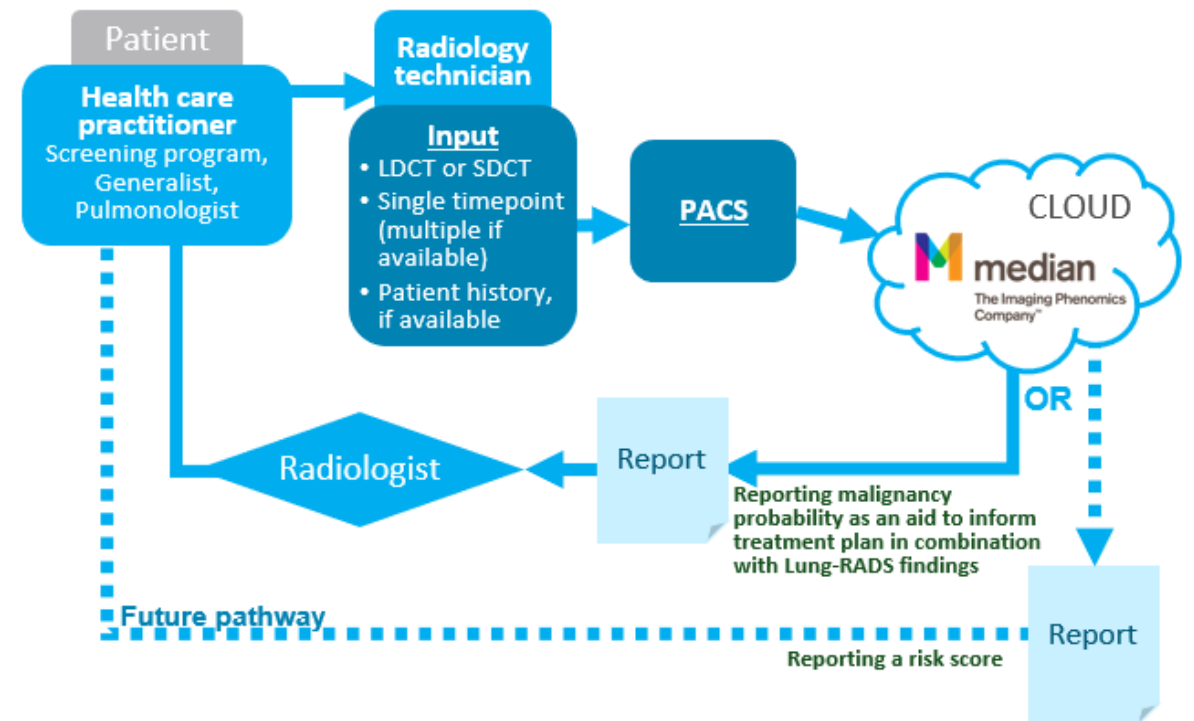 Patient
Health care
practitioner
Screening program,
Generalist,
Pulmonologist
Radiology
technician
Input
• LDCT or SDCT
• Single timepoint
(multiple if
available)
• Patient history,
if available
PACS
CLOUD
median
The Imaging Phenomics
Company™
OR
Radiologist
Report
Reporting malignancy
probability as an aid to inform
treatment plan in combination
with Lung-RADS findings
Future pathway
Reporting a risk score
Report